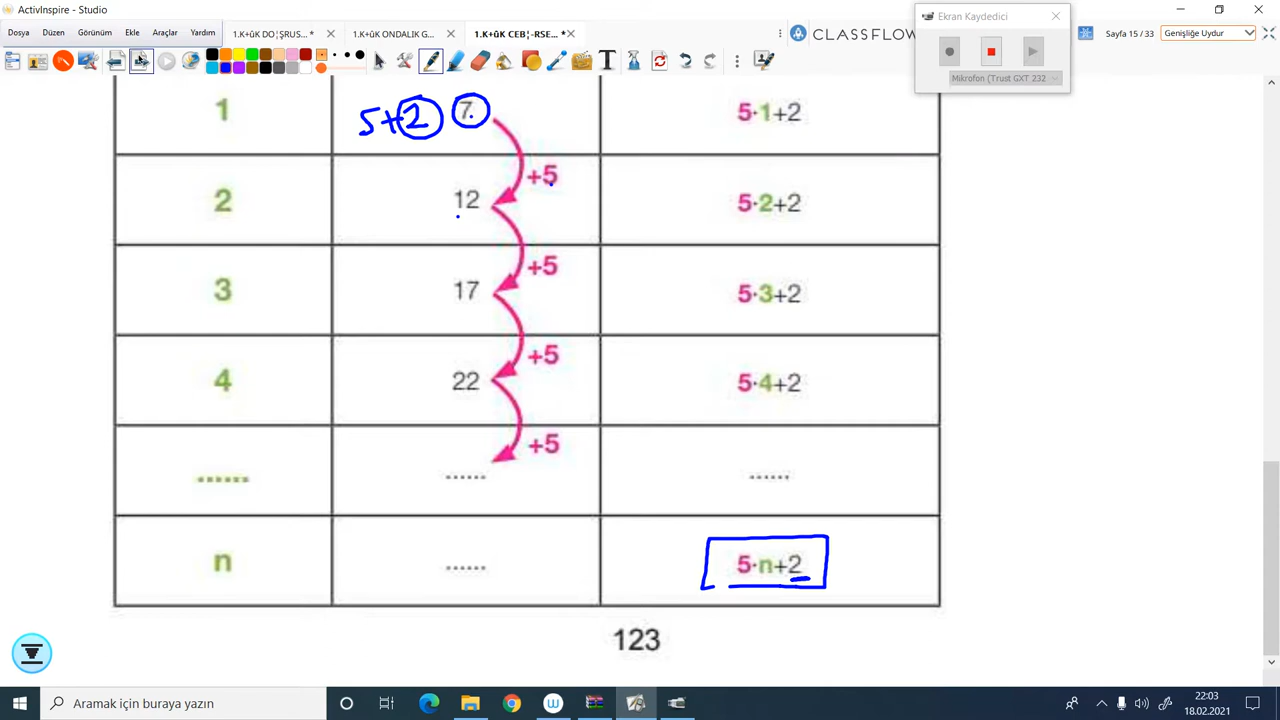 ActivInspire - Studio
Ekran Kaydedici
Dosya Düzen Görünüm Ekle Araçlar Yardım
1.K+ûK DO¦ŞRUS... *
1.K+ûK ONDALIK G...
1.K+ûK CEB¦-RSE... *
CLASSFLOW
Sayfa 15 / 33
Genişliğe Uydur
Mikrofon (Trust GXT 232
1 5+2 7 5·1+2
+5
2 12 5·2+2
+5
3 17 5·3+2
+5
4 22 5·4+2
+5
...... ...... ......
n ...... 5·n+2
123
Aramak için buraya yazın
22:03
18.02.2021